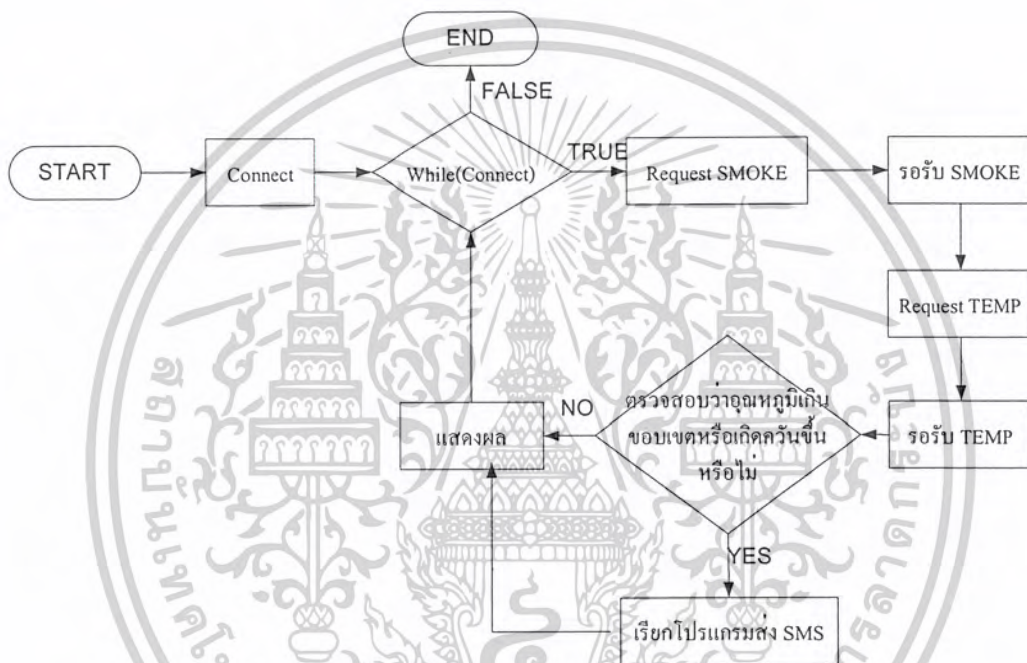 END
FALSE
START
Connect
While(Connect)
TRUE
Request SMOKE
รอรับ SMOKE
Request TEMP
รอรับ TEMP
ตรวจสอบว่าอุณหภูมิเกิน
ขอบเขตหรือเกิดควันขึ้น
หรือไม่
NO
แสดงผล
YES
เรียกโปรแกรมส่ง SMS